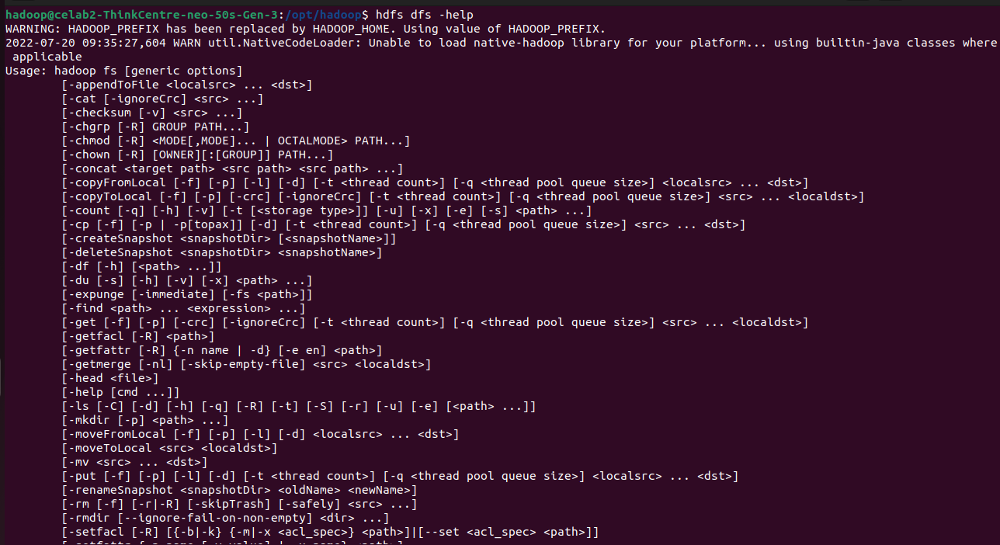 hadoop@celab2-ThinkCentre-neo-50s-Gen-3:/opt/hadoop$ hdfs dfs -help
WARNING: HADOOP_PREFIX has been replaced by HADOOP_HOME. Using value of HADOOP_PREFIX.
2022-07-20 09:35:27,604 WARN util.NativeCodeLoader: Unable to load native-hadoop library for your platform... using builtin-java classes where
 applicable
Usage: hadoop fs [generic options]
        [-appendToFile <localsrc> ... <dst>]
        [-cat [-ignoreCrc] <src> ...]
        [-checksum [-v] <src> ...]
        [-chgrp [-R] GROUP PATH...]
        [-chmod [-R] <MODE[,MODE]... | OCTALMODE> PATH...]
        [-chown [-R] [OWNER][:[GROUP]] PATH...]
        [-concat <target path> <src path> <src path> ...]
        [-copyFromLocal [-f] [-p] [-l] [-d] [-t <thread count>] [-q <thread pool queue size>] <localsrc> ... <dst>]
        [-copyToLocal [-f] [-p] [-crc] [-ignoreCrc] [-t <thread count>] [-q <thread pool queue size>] <src> ... <localdst>]
        [-count [-q] [-h] [-v] [-t [<storage type>]] [-u] [-x] [-e] [-s] <path> ...]
        [-cp [-f] [-p | -p[topax]] [-d] [-t <thread count>] [-q <thread pool queue size>] <src> ... <dst>]
        [-createSnapshot <snapshotDir> [<snapshotName>]]
        [-deleteSnapshot <snapshotDir> <snapshotName>]
        [-df [-h] [<path> ...]]
        [-du [-s] [-h] [-v] [-x] <path> ...]
        [-expunge [-immediate] [-fs <path>]]
        [-find <path> ... <expression> ...]
        [-get [-f] [-p] [-crc] [-ignoreCrc] [-t <thread count>] [-q <thread pool queue size>] <src> ... <localdst>]
        [-getfacl [-R] <path>]
        [-getfattr [-R] {-n name | -d} [-e en] <path>]
        [-getmerge [-nl] [-skip-empty-file] <src> <localdst>]
        [-head <file>]
        [-help [cmd ...]]
        [-ls [-C] [-d] [-h] [-q] [-R] [-t] [-S] [-r] [-u] [-e] [<path> ...]]
        [-mkdir [-p] <path> ...]
        [-moveFromLocal [-f] [-p] [-l] [-d] <localsrc> ... <dst>]
        [-moveToLocal <src> <localdst>]
        [-mv <src> ... <dst>]
        [-put [-f] [-p] [-l] [-d] [-t <thread count>] [-q <thread pool queue size>] <localsrc> ... <dst>]
        [-renameSnapshot <snapshotDir> <oldName> <newName>]
        [-rm [-f] [-r|-R] [-skipTrash] [-safely] <src> ...]
        [-rmdir [--ignore-fail-on-non-empty] <dir> ...]
        [-setfacl [-R] [{-b|-k} {-m|-x <acl_spec>} <path>]|[--set <acl_spec> <path>]]